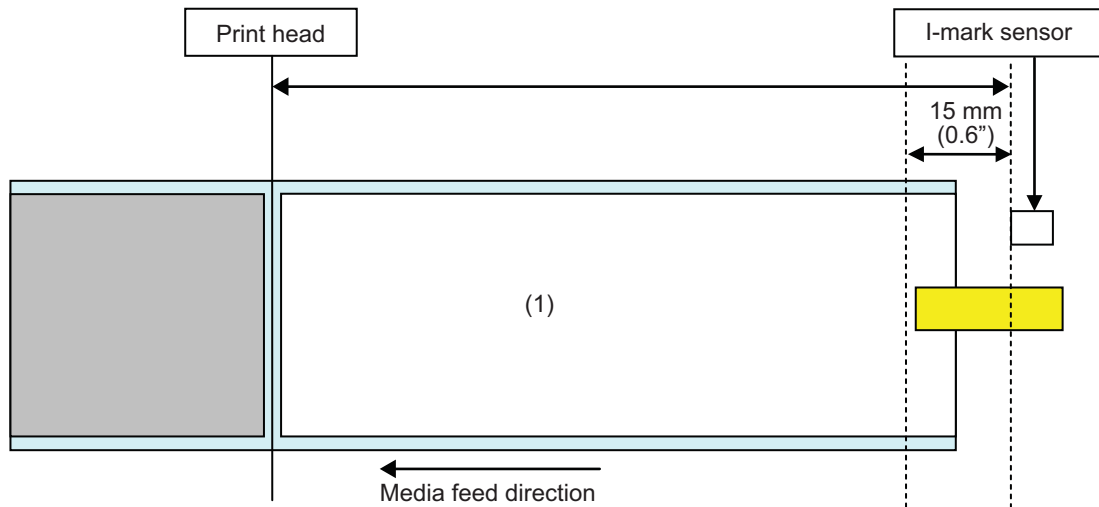 Print head
I-mark sensor
15 mm
(0.6”)
(1)
Media feed direction